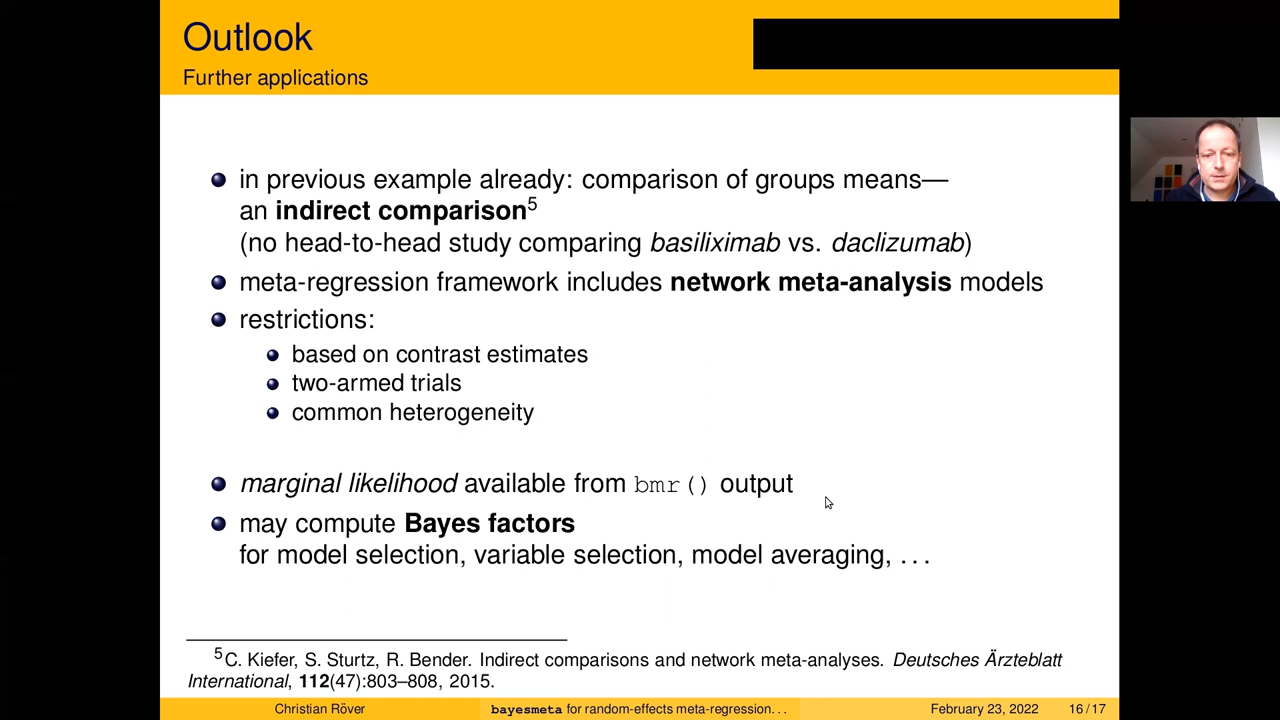 Outlook
Further applications
in previous example already: comparison of groups means—
an indirect comparison5
(no head-to-head study comparing basiliximab vs. daclizumab)
meta-regression framework includes network meta-analysis models
restrictions:
based on contrast estimates
two-armed trials
common heterogeneity
marginal likelihood available from bmr() output
may compute Bayes factors
for model selection, variable selection, model averaging, ...
5C. Kiefer, S. Sturtz, R. Bender. Indirect comparisons and network meta-analyses. Deutsches Ärzteblatt
International, 112(47):803–808, 2015.
Christian Röver bayesmeta for random-effects meta-regression... February 23, 2022 16/17